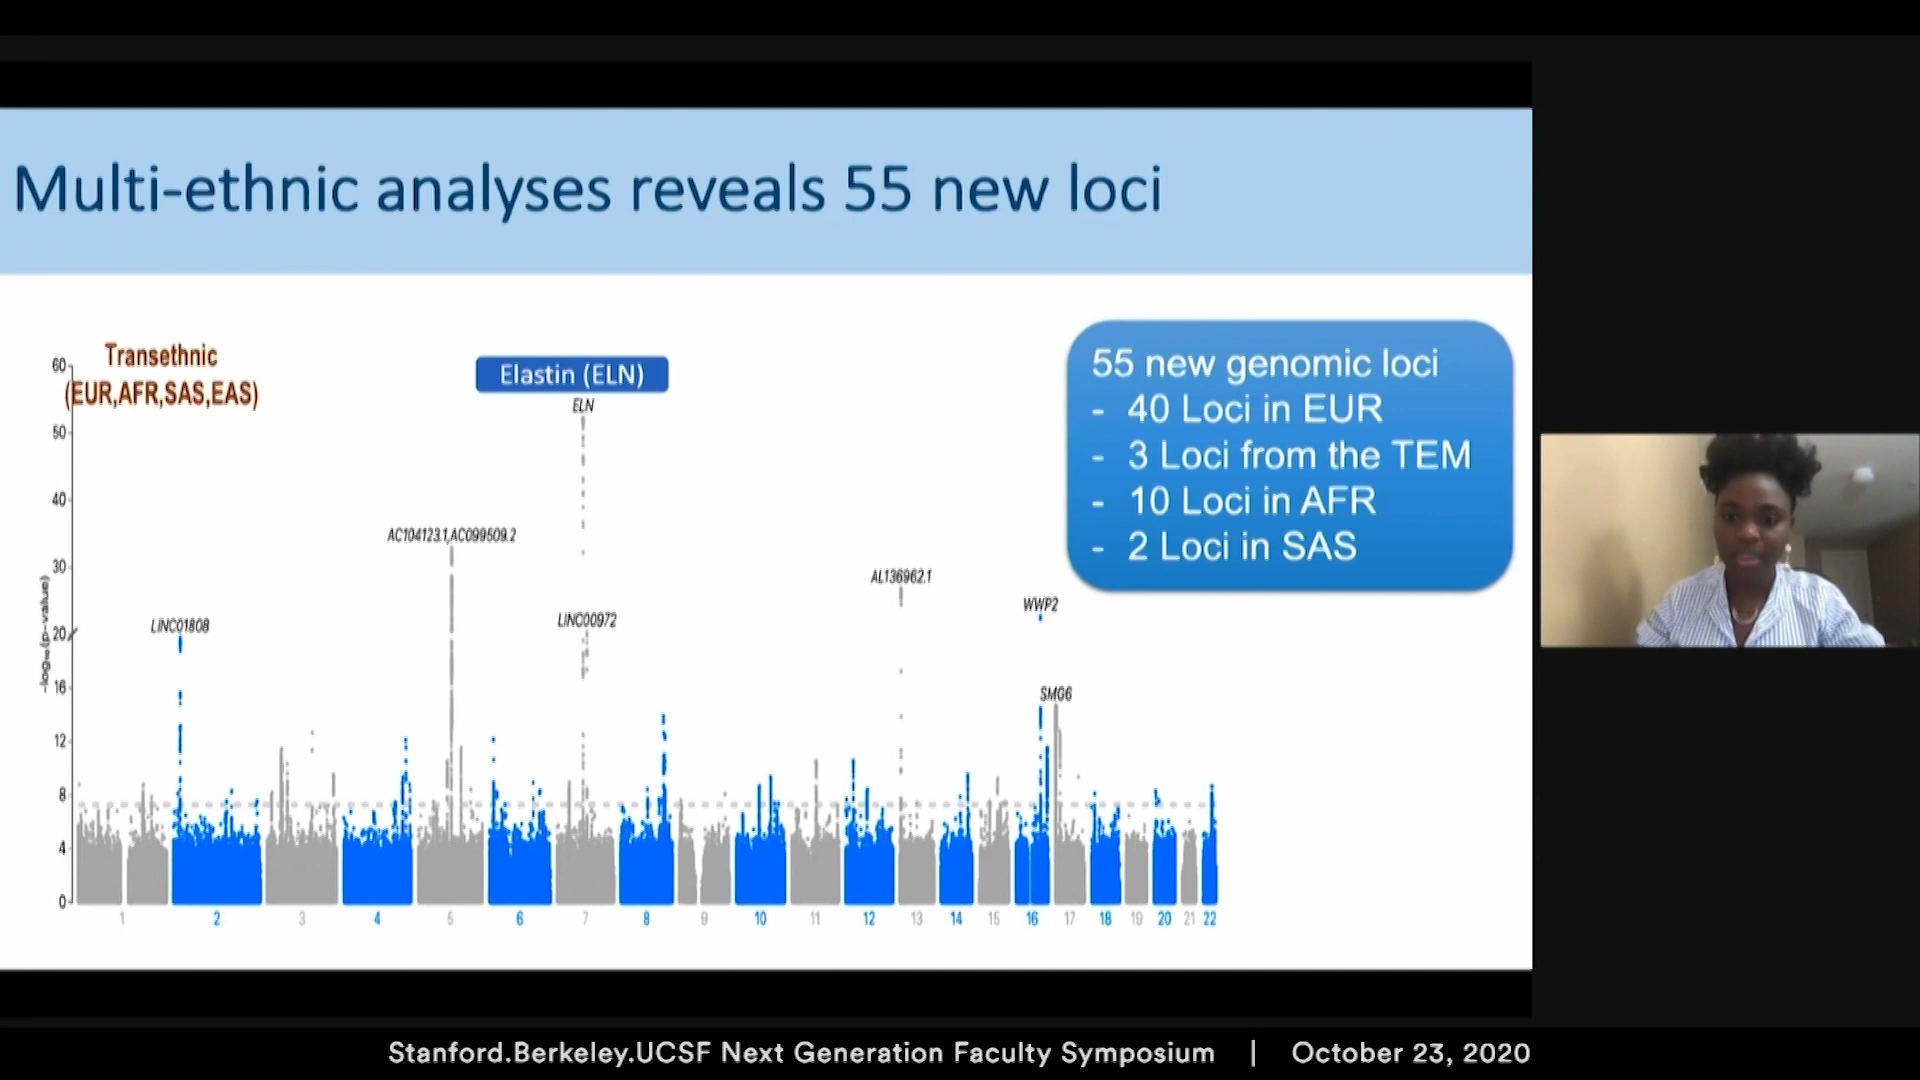 Multi-ethnic analyses reveals 55 new loci
Transethnic
(EUR,AFR,SAS,EAS)
Elastin (ELN)
ELN
AC104123.1,AC099509.2
LINC01808
LINC00972
AL136962.1
WWP2
SMG6
-log₁₀(p-value)
60
50
40
30
20
16
12
8
4
0
1 2 3 4 5 6 7 8 9 10 11 12 13 14 15 16 17 18 19 20 21 22
55 new genomic loci
- 40 Loci in EUR
- 3 Loci from the TEM
- 10 Loci in AFR
- 2 Loci in SAS
Stanford.Berkeley.UCSF Next Generation Faculty Symposium | October 23, 2020